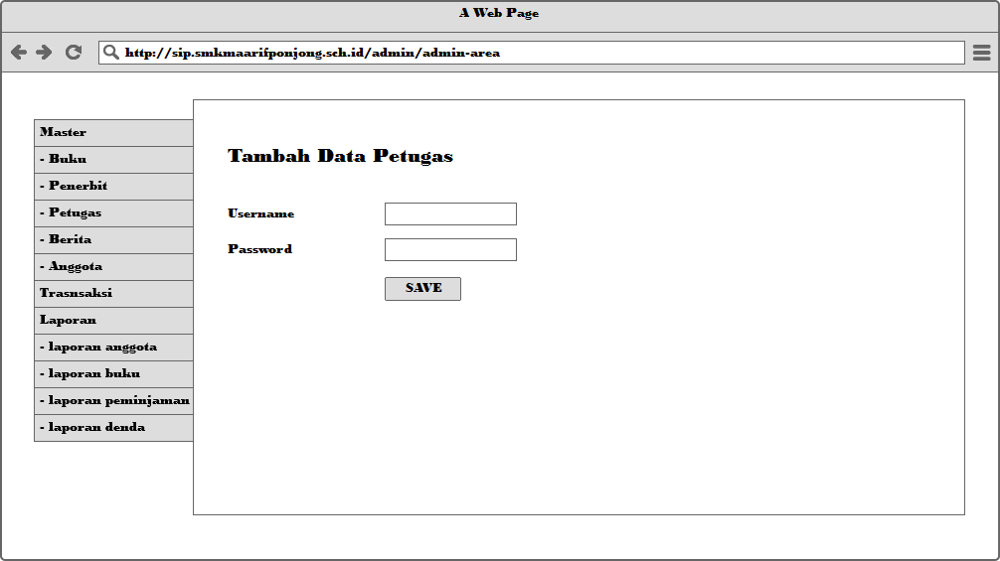 A Web Page
http://sip.smkmaarifponjong.sch.id/admin/admin-area
Master
- Buku
- Penerbit
- Petugas
- Berita
- Anggota
Trasnsaksi
Laporan
- laporan anggota
- laporan buku
- laporan peminjaman
- laporan denda
Tambah Data Petugas
Username
Password
SAVE